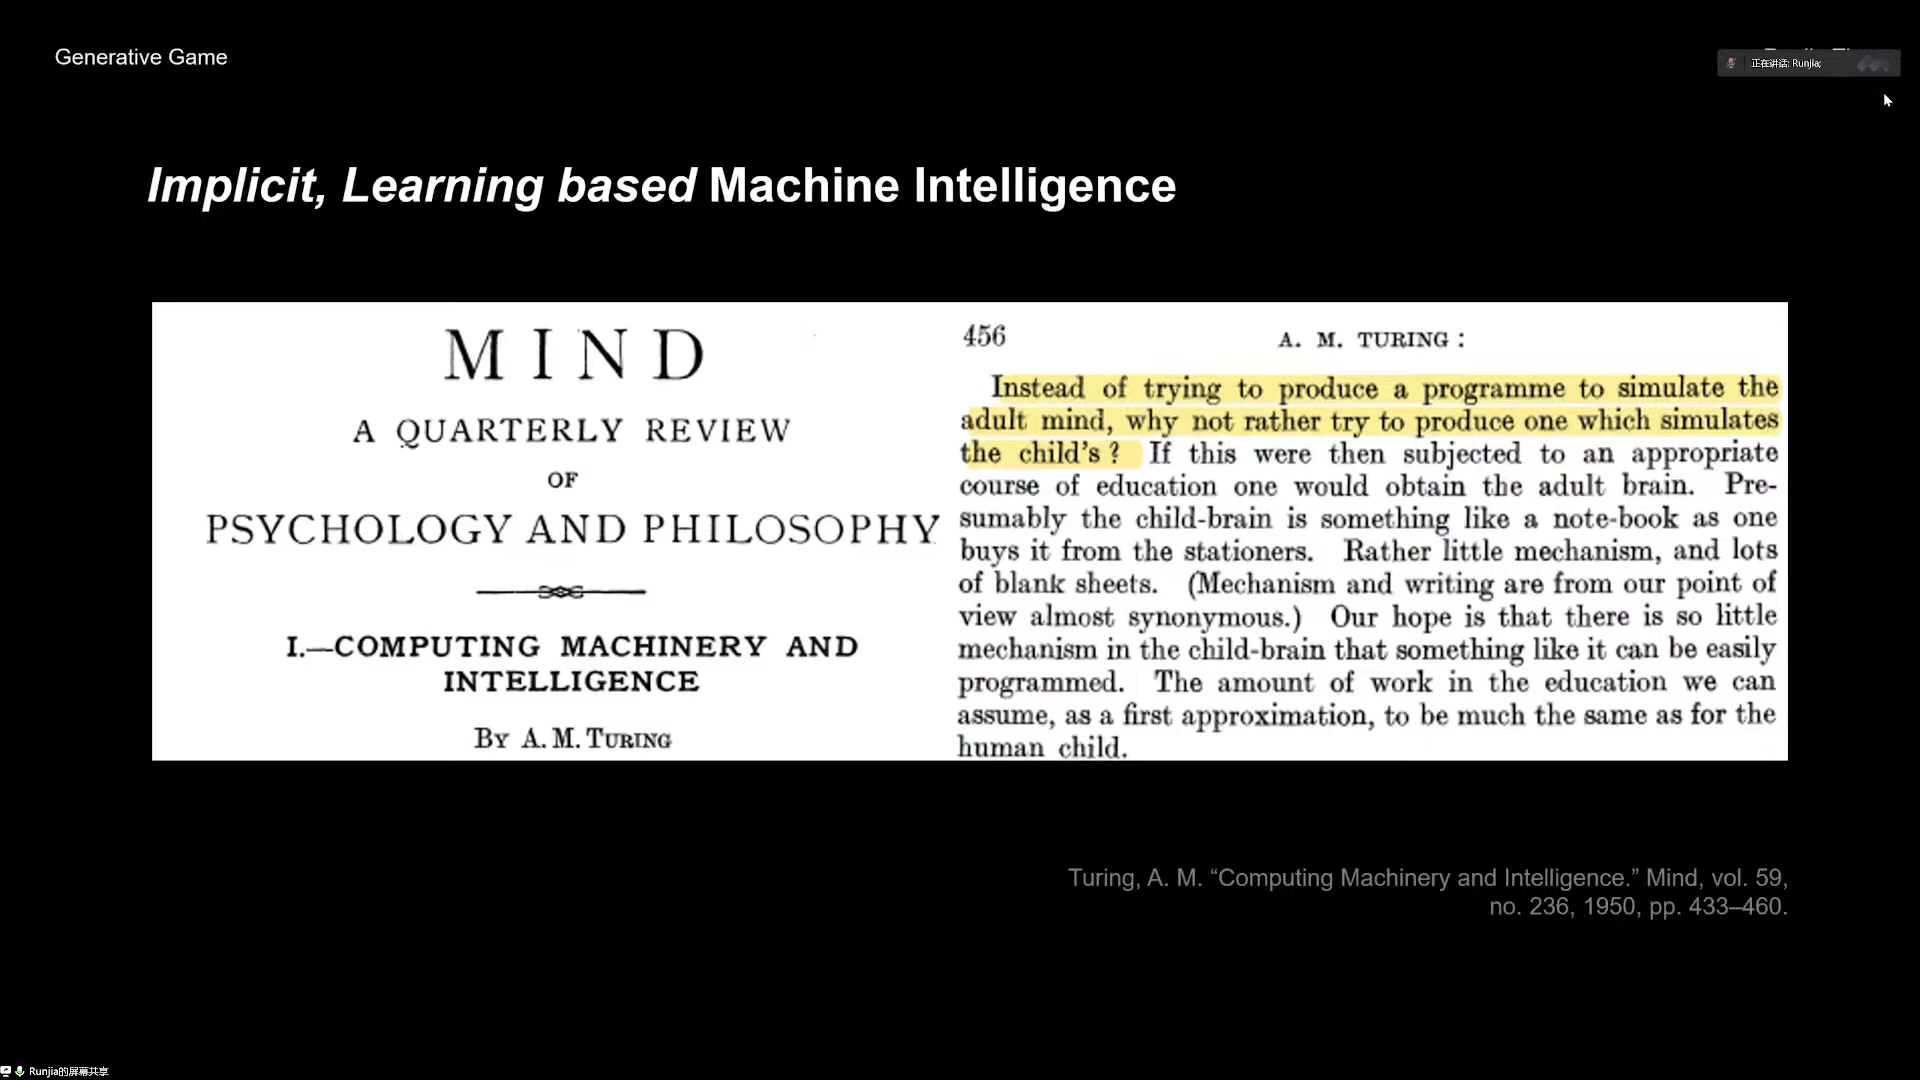 Generative Game
正在讲话: Runjia;
Implicit, Learning based Machine Intelligence
MIND
A QUARTERLY REVIEW
OF
PSYCHOLOGY AND PHILOSOPHY
I.—COMPUTING MACHINERY AND
INTELLIGENCE
BY A. M. TURING
456 A. M. TURING :
Instead of trying to produce a programme to simulate the
adult mind, why not rather try to produce one which simulates
the child's ? If this were then subjected to an appropriate
course of education one would obtain the adult brain. Pre-
sumably the child-brain is something like a note-book as one
buys it from the stationers. Rather little mechanism, and lots
of blank sheets. (Mechanism and writing are from our point of
view almost synonymous.) Our hope is that there is so little
mechanism in the child-brain that something like it can be easily
programmed. The amount of work in the education we can
assume, as a first approximation, to be much the same as for the
human child.
Turing, A. M. “Computing Machinery and Intelligence.” Mind, vol. 59,
no. 236, 1950, pp. 433–460.
Runjia的屏幕共享